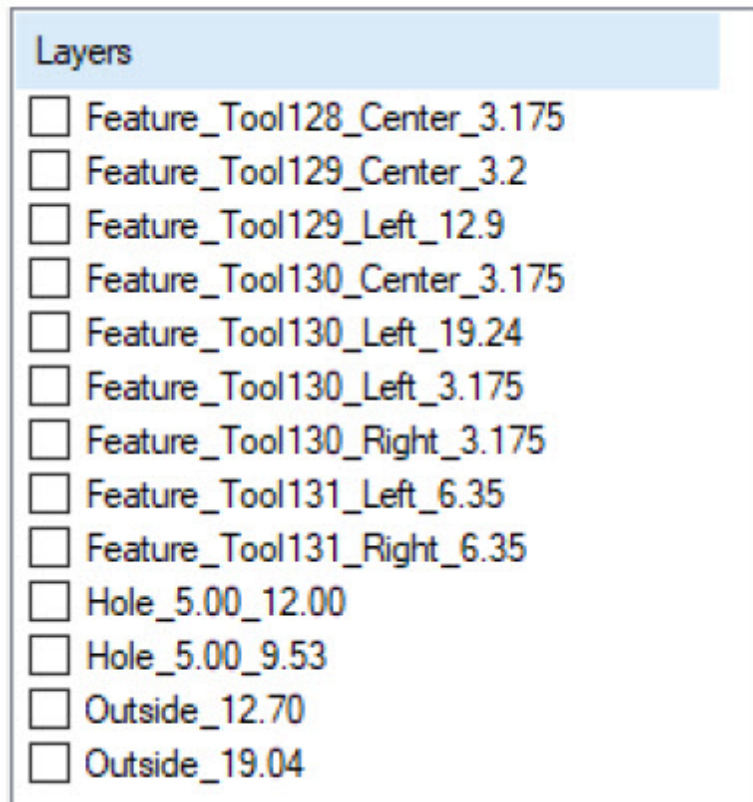 Layers
Feature_Tool128_Center_3.175
Feature_Tool129_Center_3.2
Feature_Tool129_Left_12.9
Feature_Tool130_Center_3.175
Feature_Tool130_Left_19.24
Feature_Tool130_Left_3.175
Feature_Tool130_Right_3.175
Feature_Tool131_Left_6.35
Feature_Tool131_Right_6.35
Hole_5.00_12.00
Hole_5.00_9.53
Outside_12.70
Outside_19.04